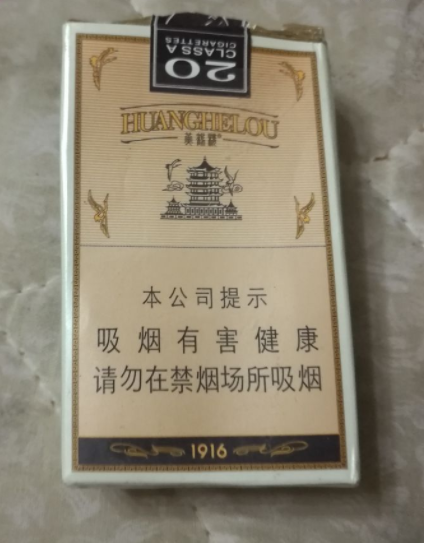 20
CLASS A
CIGARETTES
HUANGHELOU
黄鹤楼
本公司提示
吸烟有害健康
请勿在禁烟场所吸烟
1916